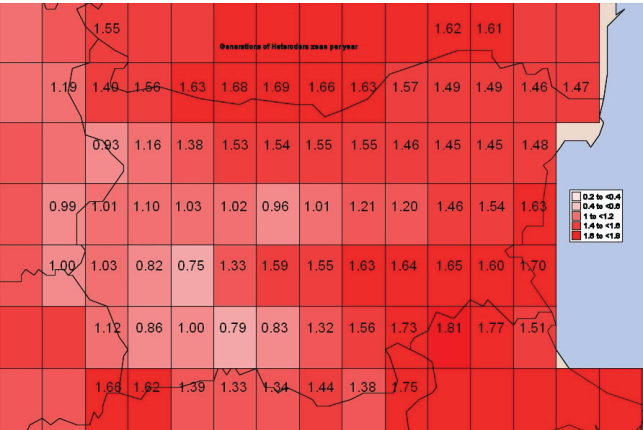 1.55 1.62 1.61
Generations of Heterodera zeae per year
1.19 1.40 1.56 1.63 1.68 1.69 1.66 1.63 1.57 1.49 1.49 1.46 1.47
0.93 1.16 1.38 1.53 1.54 1.55 1.55 1.46 1.45 1.45 1.48
0.99 1.01 1.10 1.03 1.02 0.96 1.01 1.21 1.20 1.46 1.54 1.63
0.2 to <0.4
0.4 to <0.6
1 to <1.2
1.4 to <1.6
1.6 to <1.8
1.00 1.03 0.82 0.75 1.33 1.59 1.55 1.63 1.64 1.65 1.60 1.70
1.12 0.86 1.00 0.79 0.83 1.32 1.56 1.73 1.81 1.77 1.51
1.66 1.62 1.39 1.33 1.34 1.44 1.38 1.75